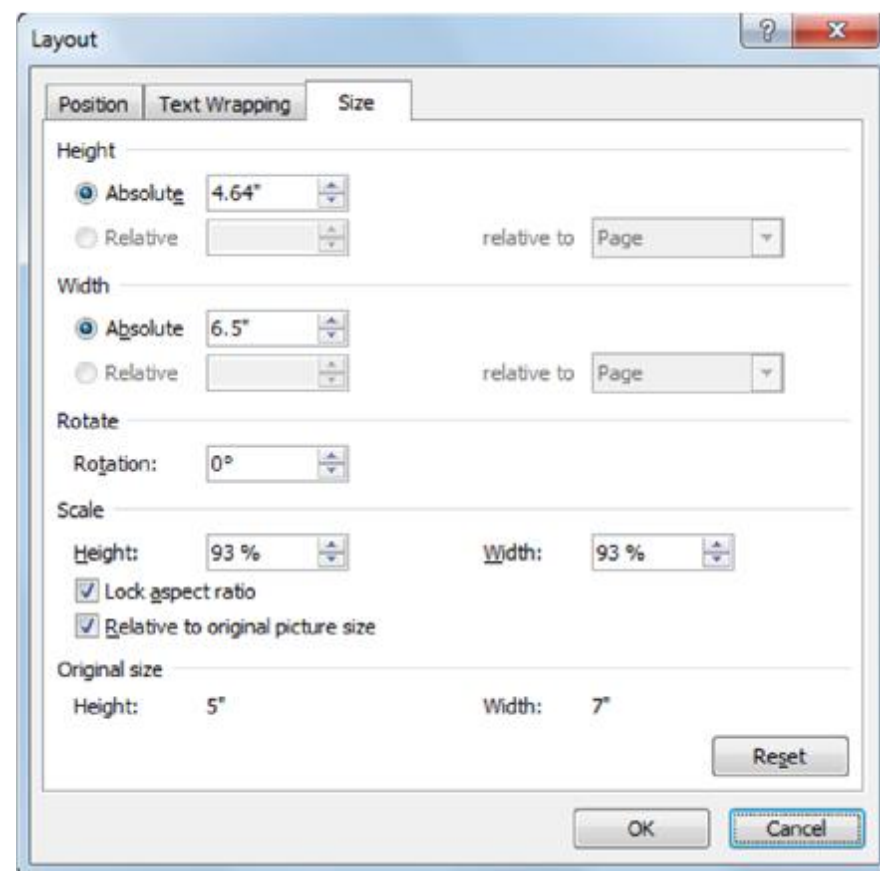 Layout
Position Text Wrapping Size
Height
Absolute 4.64"
Relative relative to Page
Width
Absolute 6.5"
Relative relative to Page
Rotate
Rotation: 0°
Scale
Height: 93 % Width: 93 %
Lock aspect ratio
Relative to original picture size
Original size
Height: 5" Width: 7"
Reset
OK Cancel